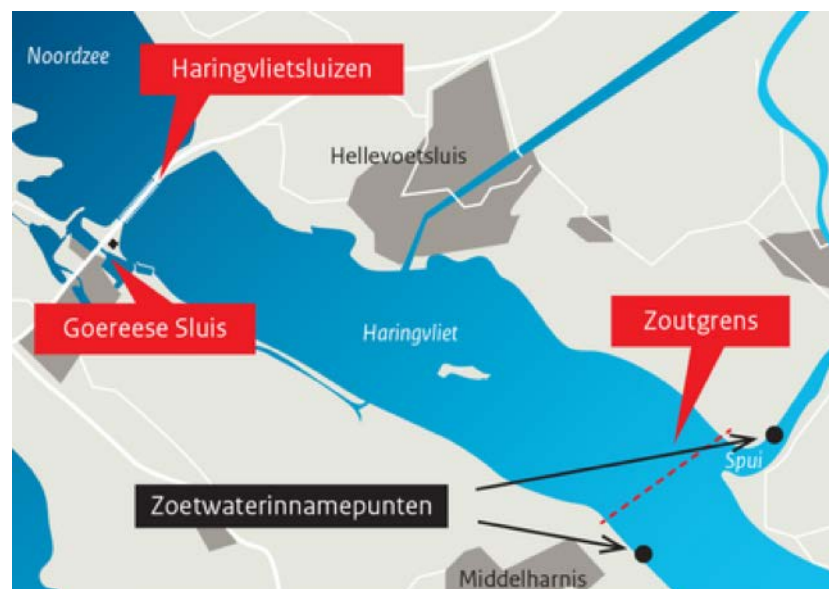 Noordzee
Haringvlietsluizen
Hellevoetsluis
Goereese Sluis
Haringvliet
Zoutgrens
Spui
Zoetwaterinnamepunten
Middelharnis